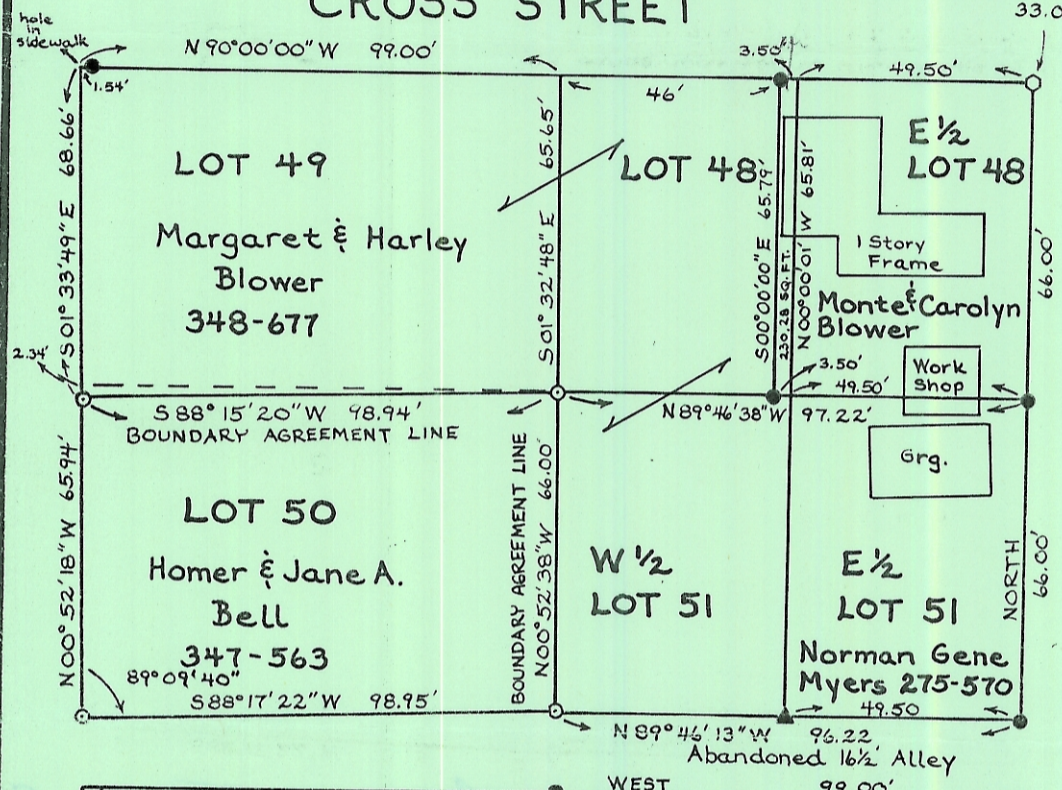 CROSS STREET
33.0
hole
in
sidewalk
N 90°00'00" W 99.00'
3.50'
49.50'
1.54'
46'
S01°33'49"E 68.66'
LOT 49
Margaret & Harley
Blower
348-677
S01°32'48"E 65.65'
LOT 48
S00°00'00"E 65.79'
230.28 SQ. FT.
N00°00'01"W 65.81'
E ½
LOT 48
1 Story
Frame
Monte & Carolyn
Blower
66.00'
2.34'
3.50'
49.50'
Work
Shop
S 88°15'20"W 98.94'
BOUNDARY AGREEMENT LINE
N89°46'38"W 97.22'
Grg.
N00°52'18"W 65.94'
LOT 50
Homer & Jane A.
Bell
347-563
89°09'40"
S88°17'22"W 98.95'
BOUNDARY AGREEMENT LINE
N00°52'38"W 66.00'
W ½
LOT 51
E ½
LOT 51
Norman Gene
Myers 275-570
49.50
NORTH 66.00'
N 89°46'13"W 96.22
Abandoned 16½' Alley
WEST 99.00'